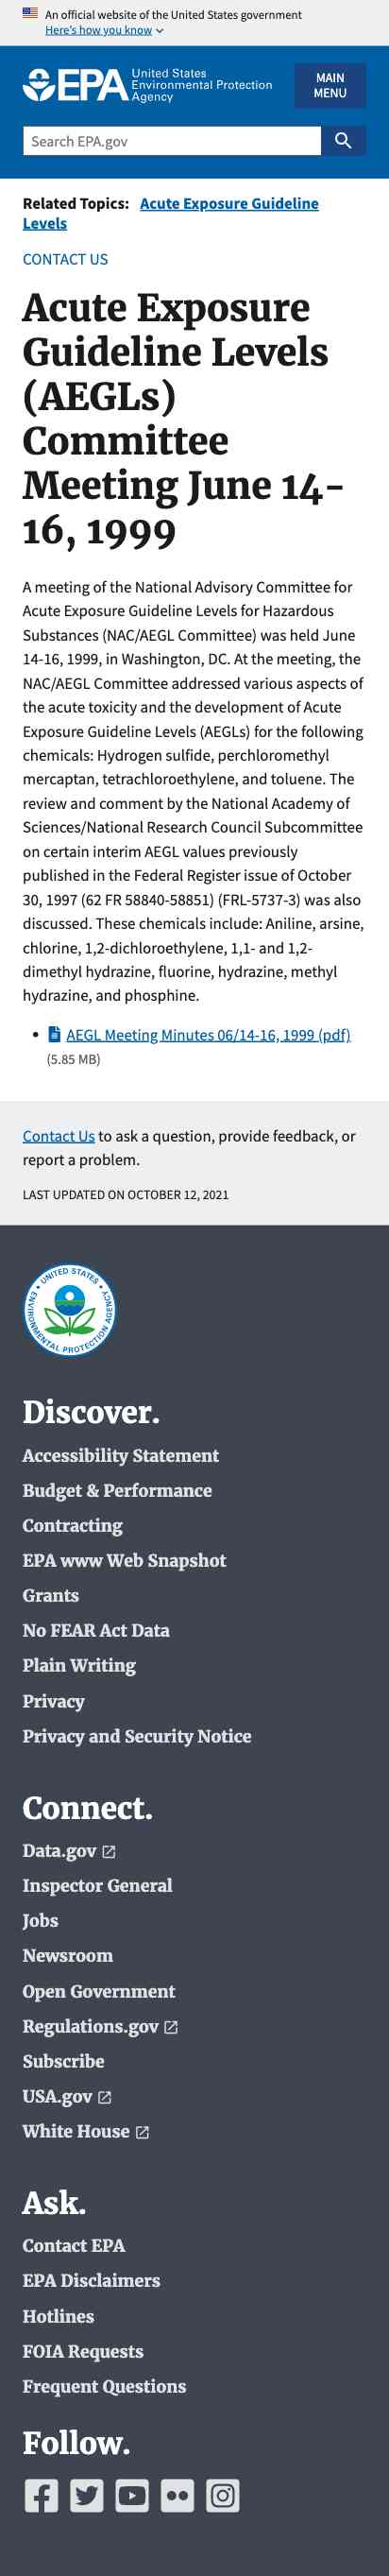 An official website of the United States government
Here's how you know
EPA United States
Environmental Protection
Agency
MAIN
MENU
Search EPA.gov
Related Topics: Acute Exposure Guideline
Levels
CONTACT US
Acute Exposure
Guideline Levels
(AEGLs)
Committee
Meeting June 14-
16, 1999
A meeting of the National Advisory Committee for
Acute Exposure Guideline Levels for Hazardous
Substances (NAC/AEGL Committee) was held June
14-16, 1999, in Washington, DC. At the meeting, the
NAC/AEGL Committee addressed various aspects of
the acute toxicity and the development of Acute
Exposure Guideline Levels (AEGLs) for the following
chemicals: Hydrogen sulfide, perchloromethyl
mercaptan, tetrachloroethylene, and toluene. The
review and comment by the National Academy of
Sciences/National Research Council Subcommittee
on certain interim AEGL values previously
published in the Federal Register issue of October
30, 1997 (62 FR 58840-58851) (FRL-5737-3) was also
discussed. These chemicals include: Aniline, arsine,
chlorine, 1,2-dichloroethylene, 1,1- and 1,2-
dimethyl hydrazine, fluorine, hydrazine, methyl
hydrazine, and phosphine.
• AEGL Meeting Minutes 06/14-16, 1999 (pdf)
(5.85 MB)
Contact Us to ask a question, provide feedback, or
report a problem.
LAST UPDATED ON OCTOBER 12, 2021
UNITED STATES
ENVIRONMENTAL PROTECTION AGENCY
Discover.
Accessibility Statement
Budget & Performance
Contracting
EPA www Web Snapshot
Grants
No FEAR Act Data
Plain Writing
Privacy
Privacy and Security Notice
Connect.
Data.gov
Inspector General
Jobs
Newsroom
Open Government
Regulations.gov
Subscribe
USA.gov
White House
Ask.
Contact EPA
EPA Disclaimers
Hotlines
FOIA Requests
Frequent Questions
Follow.